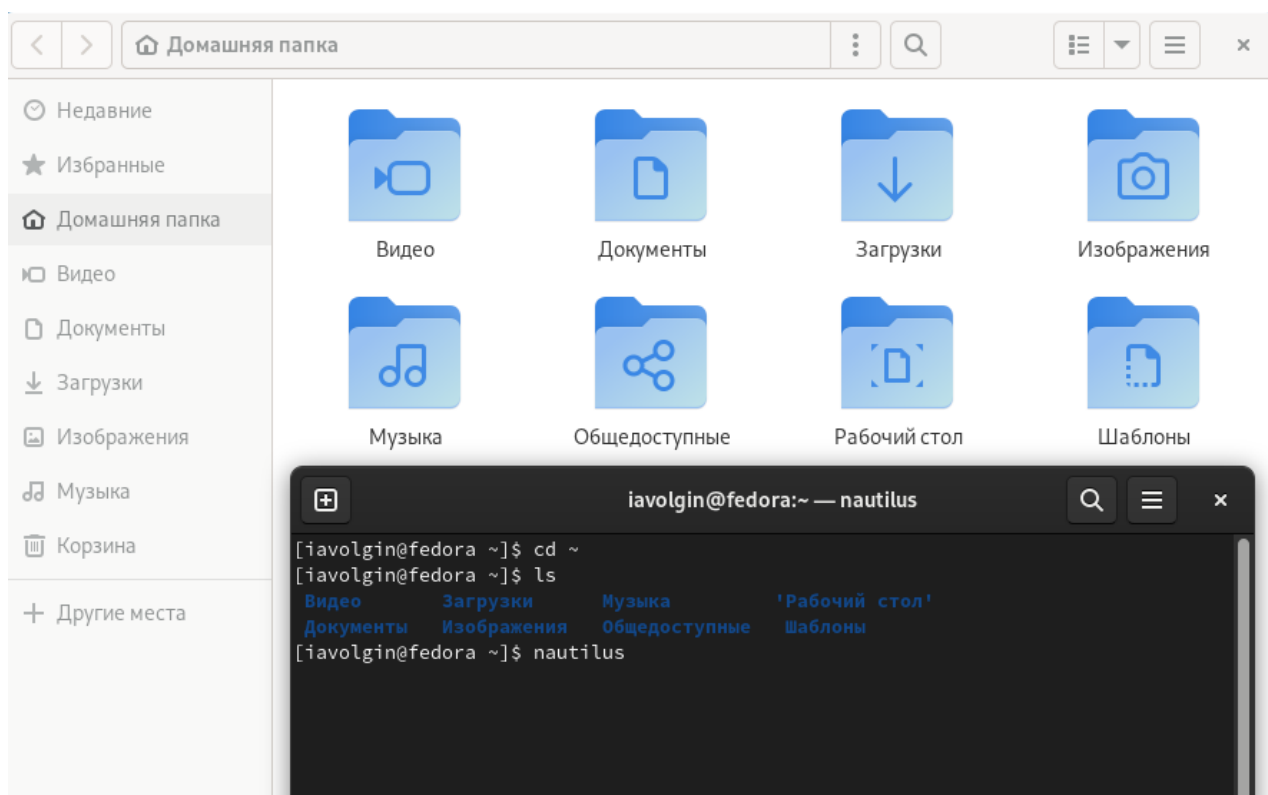 Домашняя папка
Недавние
Избранные
Домашняя папка
Видео
Документы
Загрузки
Изображения
Музыка
Корзина
Другие места
Видео Документы Загрузки Изображения
Музыка Общедоступные Рабочий стол Шаблоны
iavolgin@fedora:~ — nautilus
[iavolgin@fedora ~]$ cd ~
[iavolgin@fedora ~]$ ls
Видео Загрузки Музыка 'Рабочий стол'
Документы Изображения Общедоступные Шаблоны
[iavolgin@fedora ~]$ nautilus